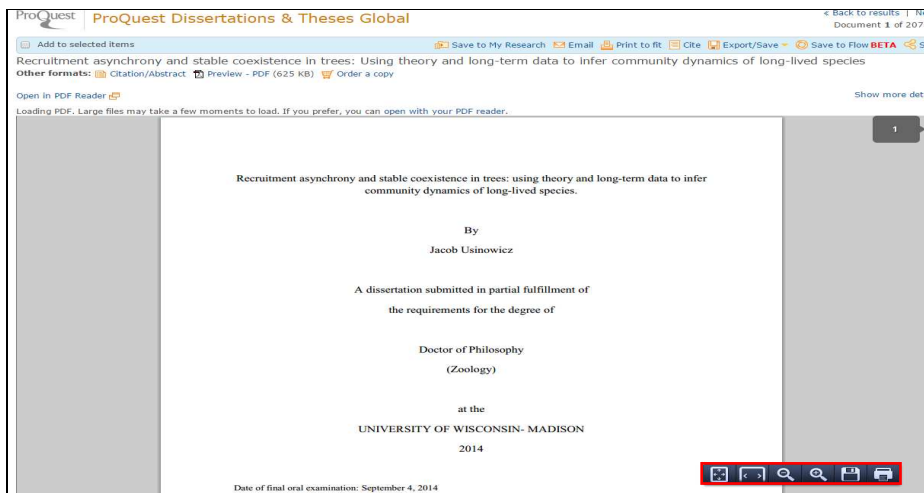 ProQuest | ProQuest Dissertations & Theses Global
< Back to results |
Document 1 of 207
Add to selected items Save to My Research Email Print to fit Cite Export/Save Save to Flow BETA
Recruitment asynchrony and stable coexistence in trees: Using theory and long-term data to infer community dynamics of long-lived species
Other formats: Citation/Abstract Preview - PDF (625 KB) Order a copy
Open in PDF Reader Show more
Loading PDF. Large files may take a few moments to load. If you prefer, you can open with your PDF reader.
1
Recruitment asynchrony and stable coexistence in trees: using theory and long-term data to infer
community dynamics of long-lived species.
By
Jacob Usinowicz
A dissertation submitted in partial fulfillment of
the requirements for the degree of
Doctor of Philosophy
(Zoology)
at the
UNIVERSITY OF WISCONSIN- MADISON
2014
Date of final oral examination: September 4, 2014